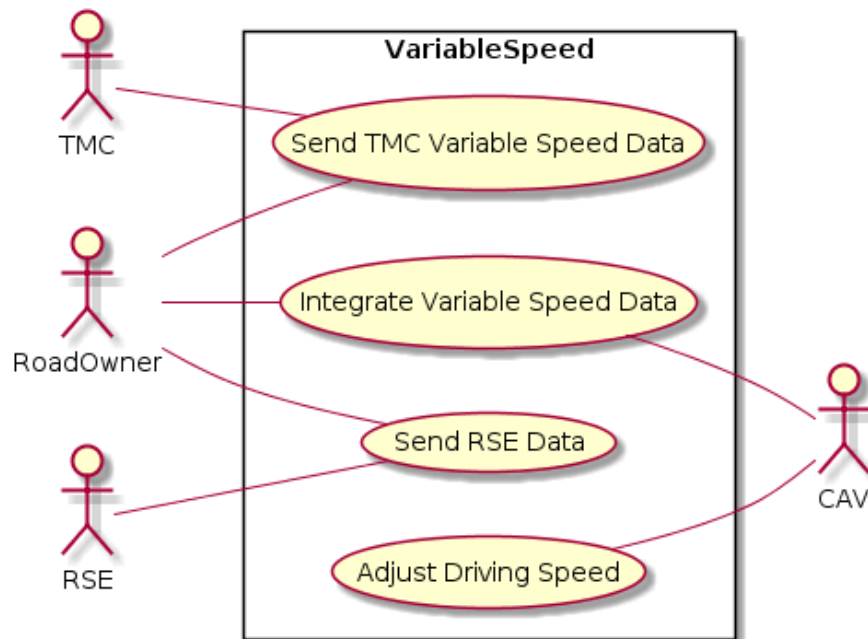 VariableSpeed
TMC
Send TMC Variable Speed Data
RoadOwner
Integrate Variable Speed Data
Send RSE Data
CAV
RSE
Adjust Driving Speed